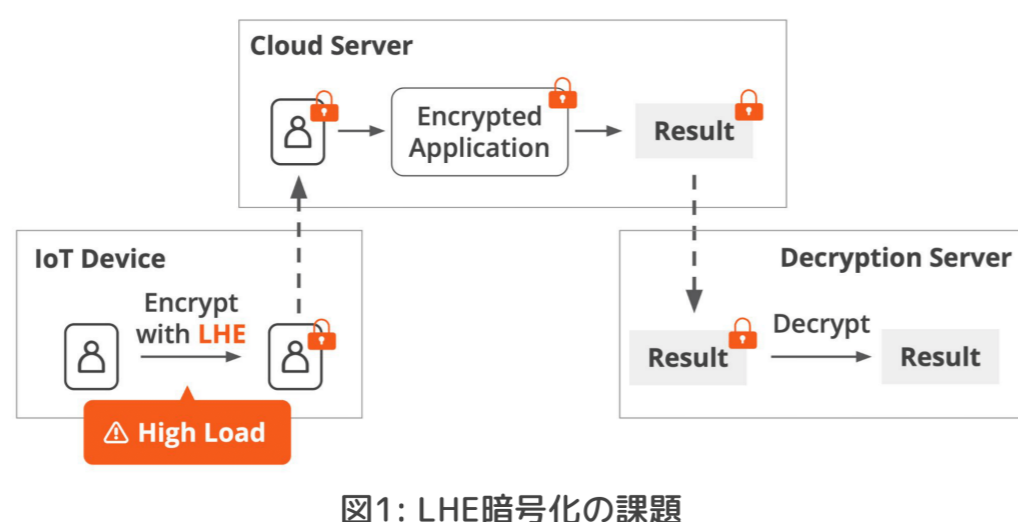 Cloud Server
Encrypted
Application
Result
IoT Device
Encrypt
with LHE
High Load
Decryption Server
Result
Decrypt
Result
図1: LHE暗号化の課題